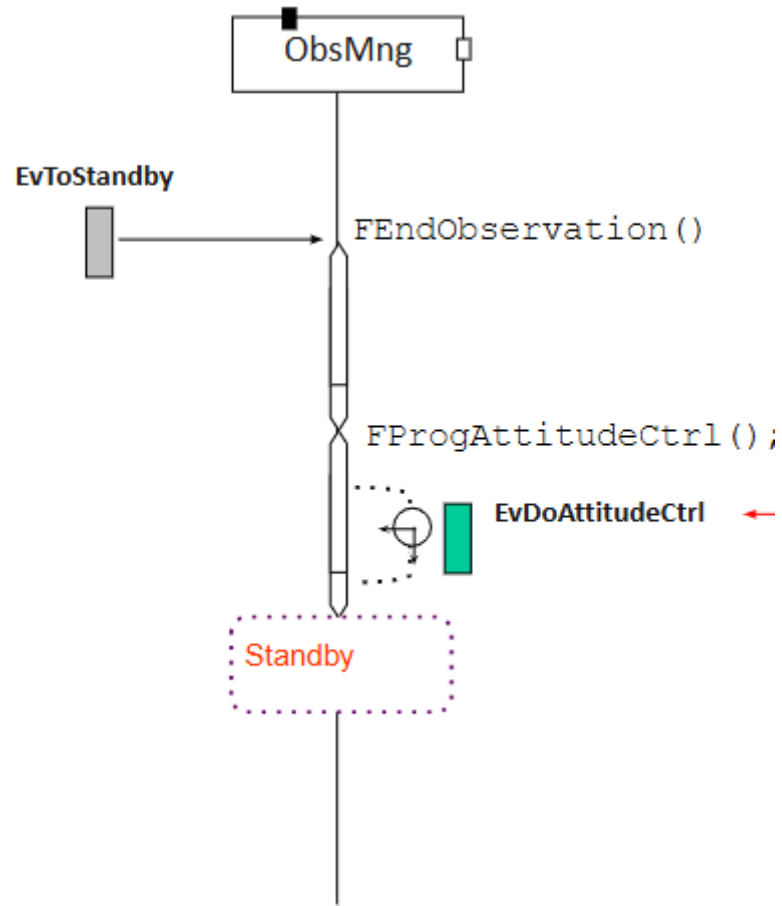 ObsMng
EvToStandby
FEndObservation()
FProgAttitudeCtrl();
EvDoAttitudeCtrl
Standby